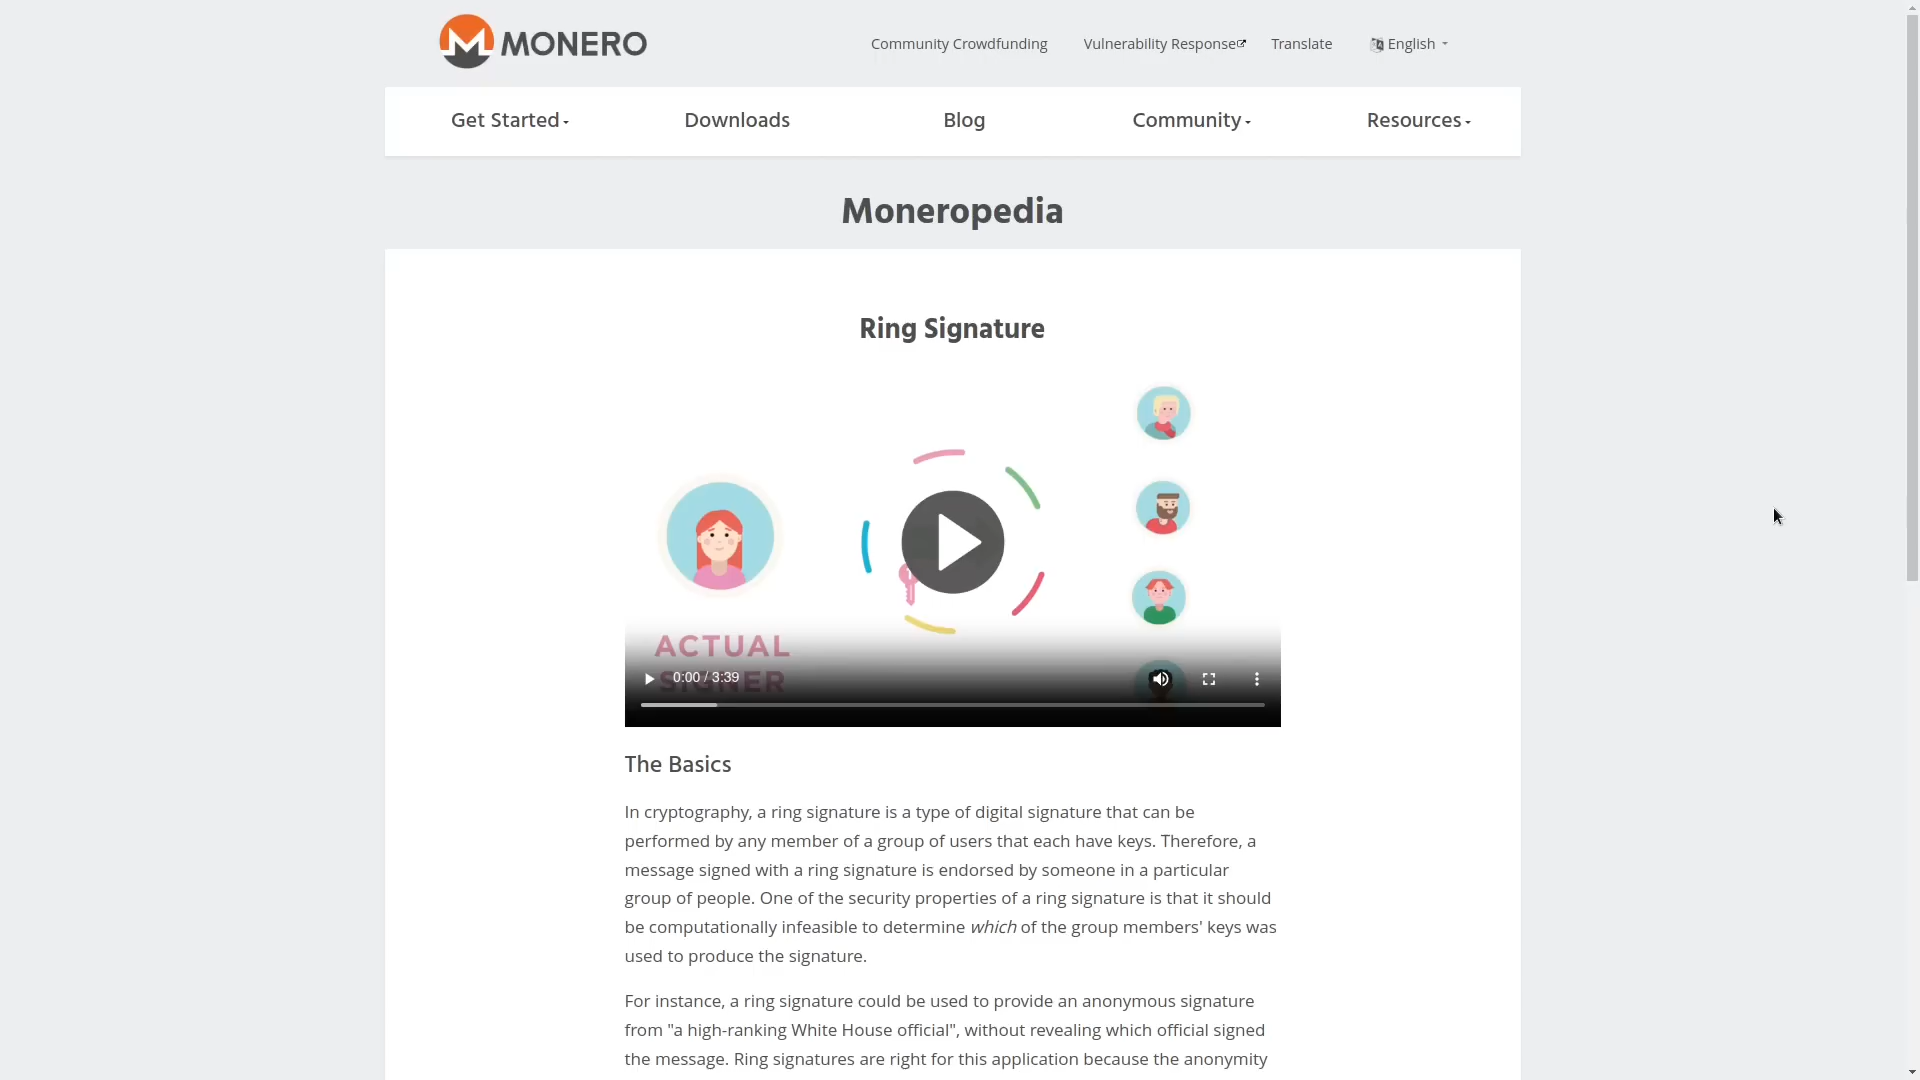 MONERO
Community Crowdfunding Vulnerability Response Translate English
Get Started Downloads Blog Community Resources
Moneropedia
Ring Signature
ACTUAL
SIGNER
0:00 / 3:39
The Basics
In cryptography, a ring signature is a type of digital signature that can be
performed by any member of a group of users that each have keys. Therefore, a
message signed with a ring signature is endorsed by someone in a particular
group of people. One of the security properties of a ring signature is that it should
be computationally infeasible to determine which of the group members' keys was
used to produce the signature.
For instance, a ring signature could be used to provide an anonymous signature
from "a high-ranking White House official", without revealing which official signed
the message. Ring signatures are right for this application because the anonymity